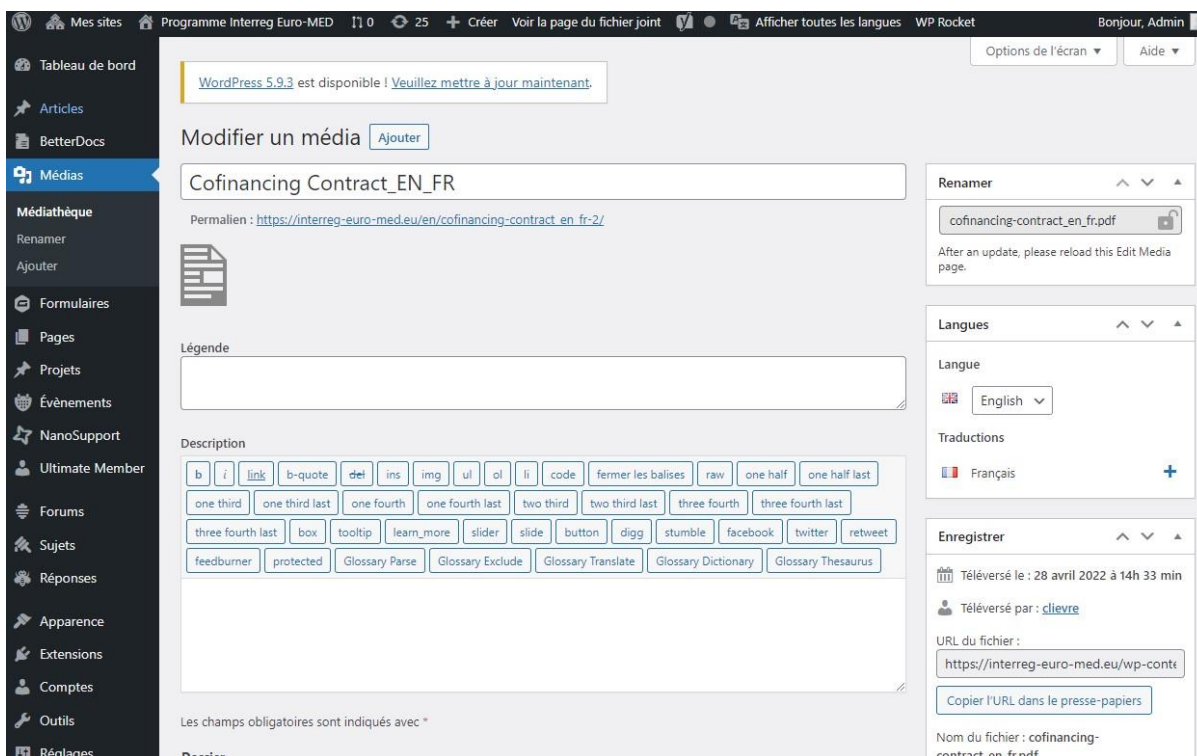 Mes sites Programme Interreg Euro-MED 0 25 Créer Voir la page du fichier joint Afficher toutes les langues WP Rocket Bonjour, Admin
Tableau de bord
Articles
BetterDocs
Médias
Médiathèque
Renamer
Ajouter
Formulaires
Pages
Projets
Évènements
NanoSupport
Ultimate Member
Forums
Sujets
Réponses
Apparence
Extensions
Comptes
Outils
Réglages
Options de l'écran ▼ Aide ▼
WordPress 5.9.3 est disponible ! Veuillez mettre à jour maintenant.
Modifier un média Ajouter
Cofinancing Contract_EN_FR
Permalien : https://interreg-euro-med.eu/en/cofinancing-contract_en_fr-2/
Légende
Description
b i link b-quote del ins img ul ol li code fermer les balises raw one half one half last
one third one third last one fourth one fourth last two third two third last three fourth three fourth last
three fourth last box tooltip learn_more slider slide button digg stumble facebook twitter retweet
feedburner protected Glossary Parse Glossary Exclude Glossary Translate Glossary Dictionary Glossary Thesaurus
Les champs obligatoires sont indiqués avec *
Dossier
Renamer
cofinancing-contract_en_fr.pdf
After an update, please reload this Edit Media
page.
Langues
Langue
English
Traductions
Français +
Enregistrer
Téléversé le : 28 avril 2022 à 14h 33 min
Téléversé par : clievre
URL du fichier :
https://interreg-euro-med.eu/wp-conte
Copier l'URL dans le presse-papiers
Nom du fichier : cofinancing-
contract_en_fr.pdf